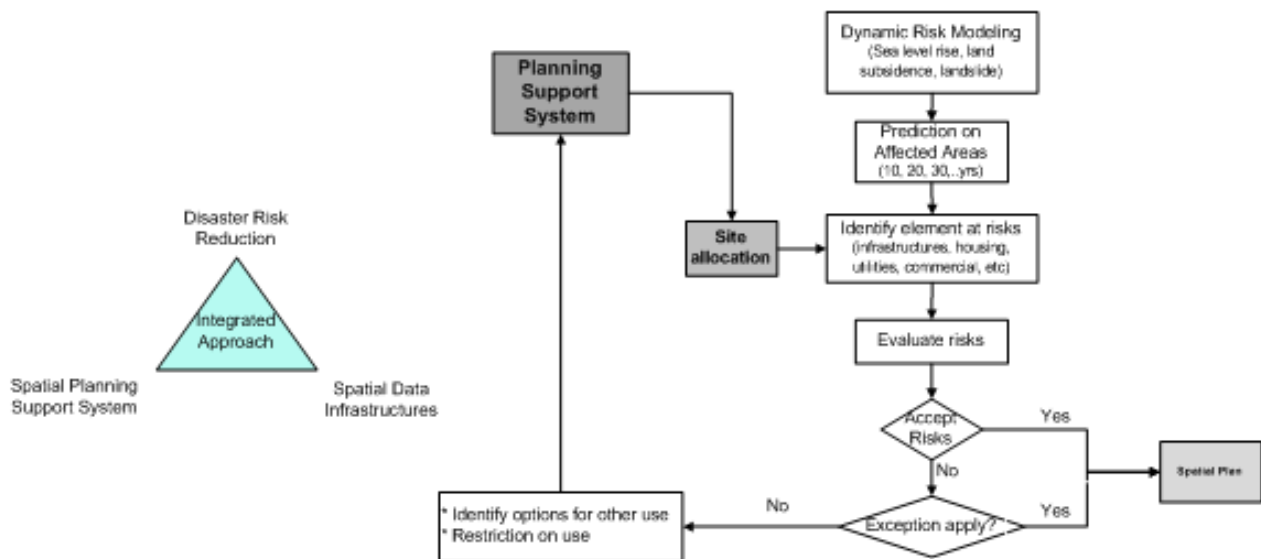 Disaster Risk
Reduction
Integrated
Approach
Spatial Planning
Support System
Spatial Data
Infrastructures
Planning
Support
System
Site
allocation
Dynamic Risk Modeling
(Sea level rise, land
subsidence, landslide)
Prediction on
Affected Areas
(10, 20, 30,..yrs)
Identify element at risks
(infrastructures, housing,
utilities, commercial, etc)
Evaluate risks
Accept
Risks
Yes
No
Exception apply?
Yes
No
* Identify options for other use
* Restriction on use
Spatial Plan